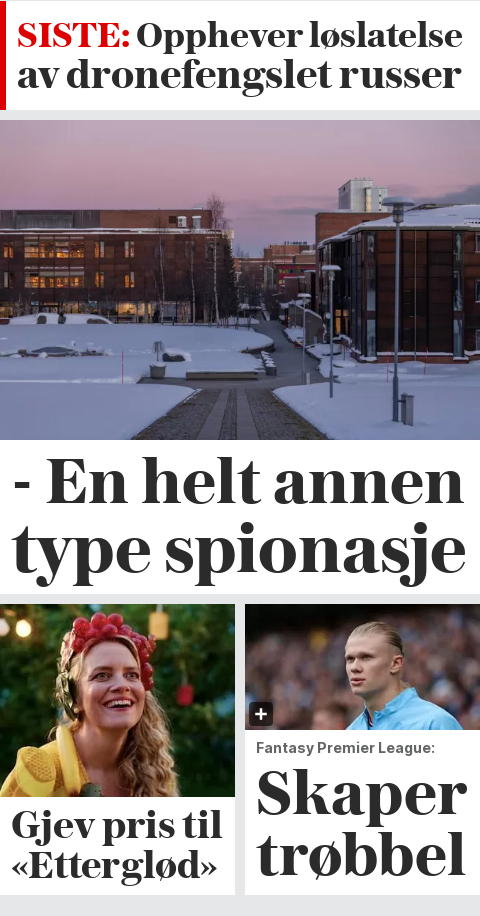 SISTE: Opphever løslatelse
av dronefengslet russer
- En helt annen
type spionasje
Gjev pris til
«Etterglød»
Fantasy Premier League:
Skaper
trøbbel